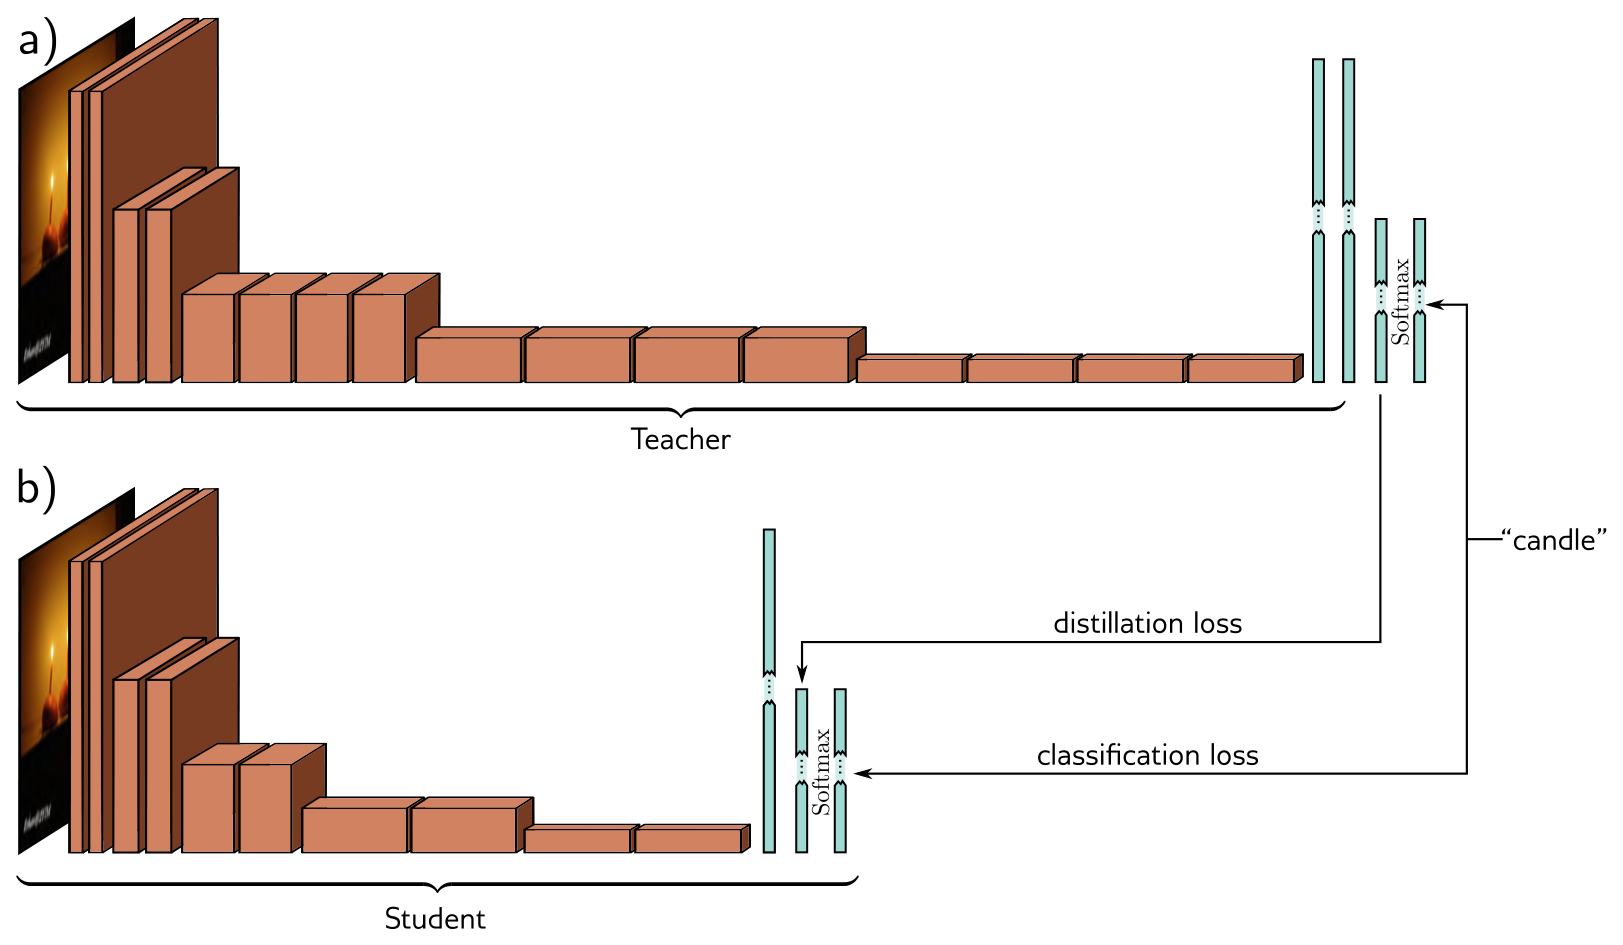 a)
Softmax
Teacher
b)
“candle”
distillation loss
classification loss
Softmax
Student